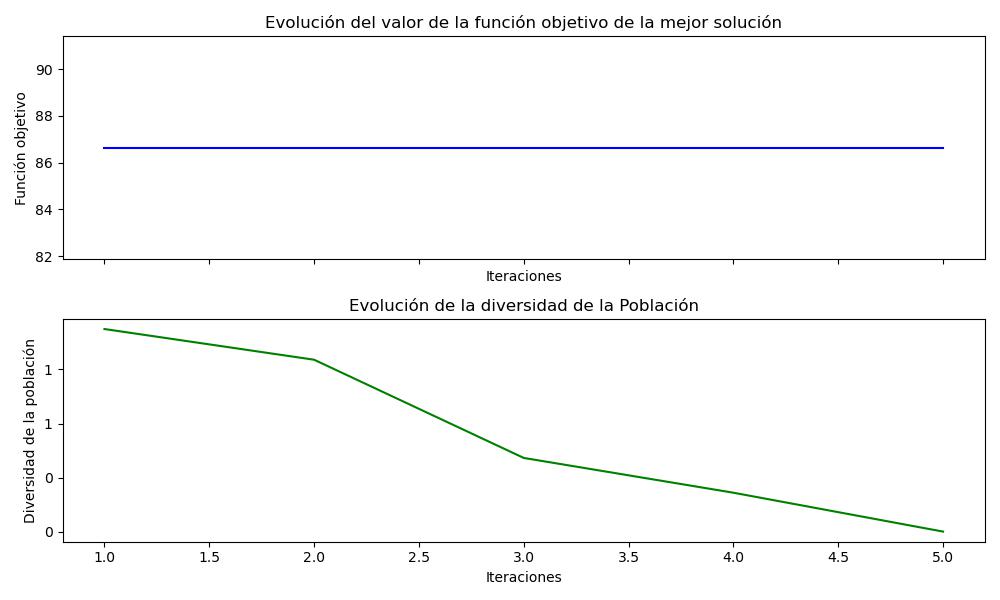 Evolución del valor de la función objetivo de la mejor solución
90
88
86
84
82
Función objetivo
Iteraciones
Evolución de la diversidad de la Población
1
1
0
0
Diversidad de la población
1.0 1.5 2.0 2.5 3.0 3.5 4.0 4.5 5.0
Iteraciones